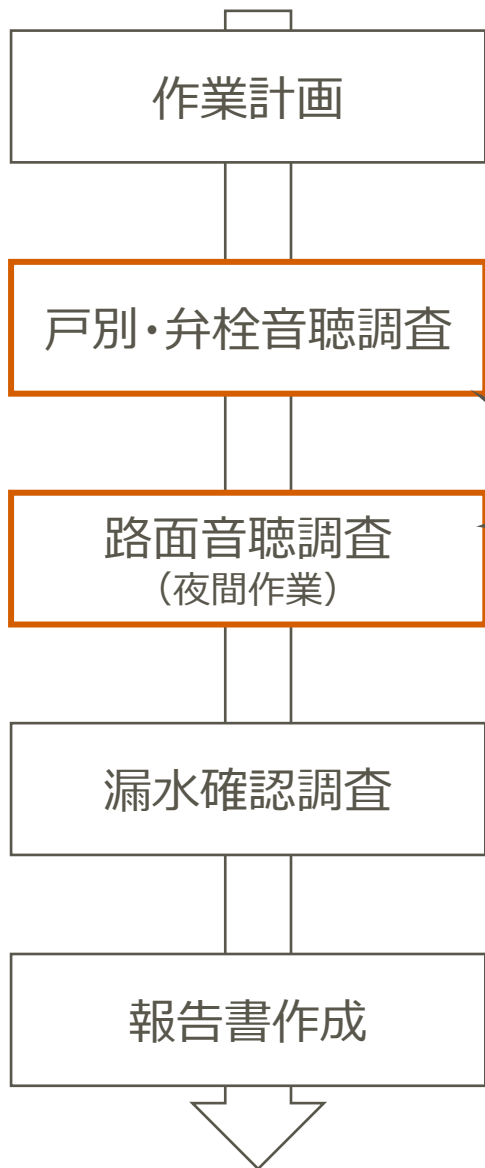 作業計画
戸別・弁栓音聴調査
路面音聴調査
（夜間作業）
漏水確認調査
報告書作成